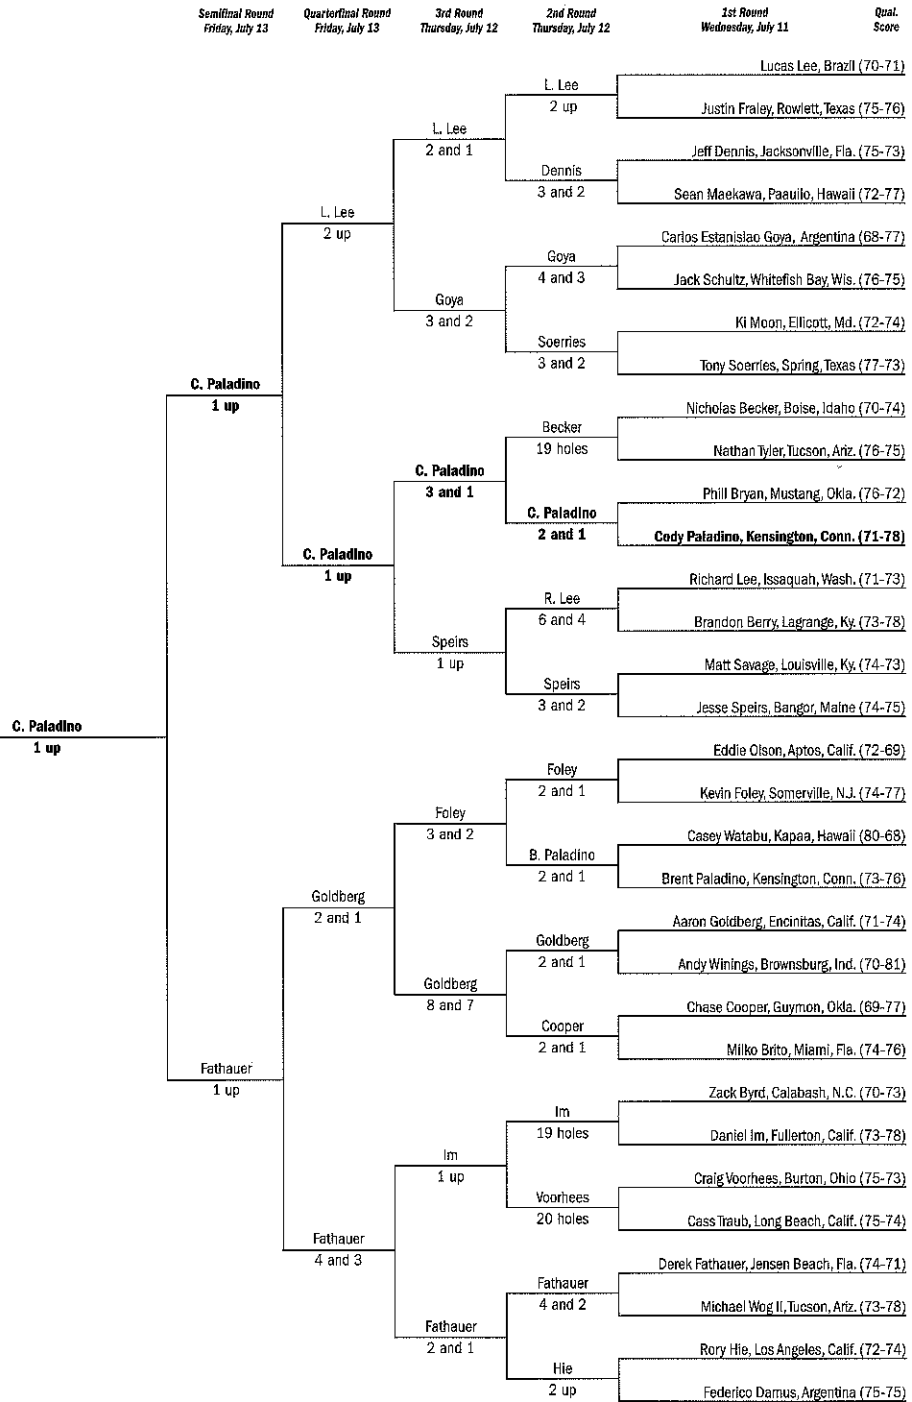 Semifinal Round Quarterfinal Round 3rd Round 2nd Round 1st Round Qual.
Friday, July 13 Friday, July 13 Thursday, July 12 Thursday, July 12 Wednesday, July 11 Score
Lucas Lee, Brazil (70-71)
L. Lee
2 up
Justin Fraley, Rowlett, Texas (75-76)
L. Lee
2 and 1
Jeff Dennis, Jacksonville, Fla. (75-73)
Dennis
3 and 2
Sean Maekawa, Paauilo, Hawaii (72-77)
L. Lee
2 up
Carlos Estanislao Goya, Argentina (68-77)
Goya
4 and 3
Jack Schultz, Whitefish Bay, Wis. (76-75)
Goya
3 and 2
Ki Moon, Ellicott, Md. (72-74)
Soerries
3 and 2
Tony Soerries, Spring, Texas (77-73)
C. Paladino
1 up
Nicholas Becker, Boise, Idaho (70-74)
Becker
19 holes
Nathan Tyler, Tucson, Ariz. (76-75)
C. Paladino
3 and 1
Phill Bryan, Mustang, Okla. (76-72)
C. Paladino
2 and 1
Cody Paladino, Kensington, Conn. (71-78)
C. Paladino
1 up
Richard Lee, Issaquah, Wash. (71-73)
R. Lee
6 and 4
Brandon Berry, Lagrange, Ky. (73-78)
Speirs
1 up
Matt Savage, Louisville, Ky. (74-73)
Speirs
3 and 2
Jesse Speirs, Bangor, Maine (74-75)
C. Paladino
1 up
Eddie Olson, Aptos, Calif. (72-69)
Foley
2 and 1
Kevin Foley, Somerville, N.J. (74-77)
Foley
3 and 2
Casey Watabu, Kapaa, Hawaii (80-68)
B. Paladino
2 and 1
Brent Paladino, Kensington, Conn. (73-76)
Goldberg
2 and 1
Aaron Goldberg, Encinitas, Calif. (71-74)
Goldberg
2 and 1
Andy Winings, Brownsburg, Ind. (70-81)
Goldberg
8 and 7
Chase Cooper, Guymon, Okla. (69-77)
Cooper
2 and 1
Milko Brito, Miami, Fla. (74-76)
Fathauer
1 up
Zack Byrd, Calabash, N.C. (70-73)
Im
19 holes
Daniel Im, Fullerton, Calif. (73-78)
Im
1 up
Craig Voorhees, Burton, Ohio (75-73)
Voorhees
20 holes
Cass Traub, Long Beach, Calif. (75-74)
Fathauer
4 and 3
Derek Fathauer, Jensen Beach, Fla. (74-71)
Fathauer
4 and 2
Michael Wog II, Tucson, Ariz. (73-78)
Fathauer
2 and 1
Rory Hie, Los Angeles, Calif. (72-74)
Hie
2 up
Federico Damus, Argentina (75-75)